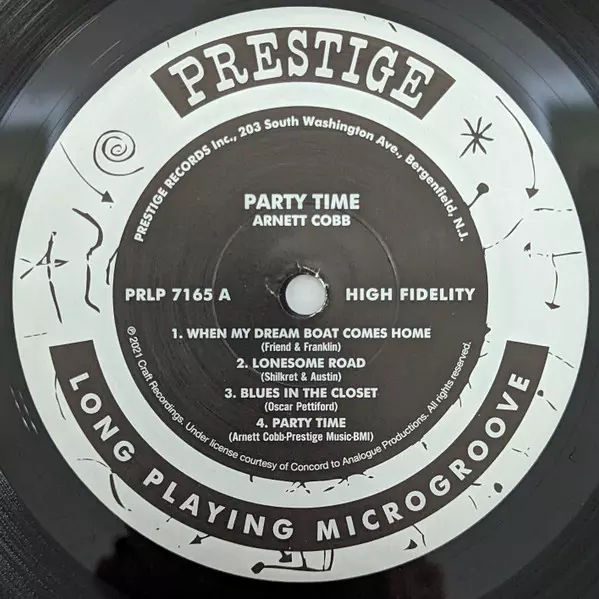 PRESTIGE
PRESTIGE RECORDS Inc., 203 South Washington Ave., Bergenfield, N.J.
PARTY TIME
ARNETT COBB
PRLP 7165 A
HIGH FIDELITY
1. WHEN MY DREAM BOAT COMES HOME
(Friend & Franklin)
2. LONESOME ROAD
(Shilkret & Austin)
3. BLUES IN THE CLOSET
(Oscar Pettiford)
4. PARTY TIME
(Arnett Cobb-Prestige Music-BMI)
℗ 2021 Craft Recordings. Under license courtesy of Concord to Analogue Productions. All rights reserved.
LONG PLAYING MICROGROOVE